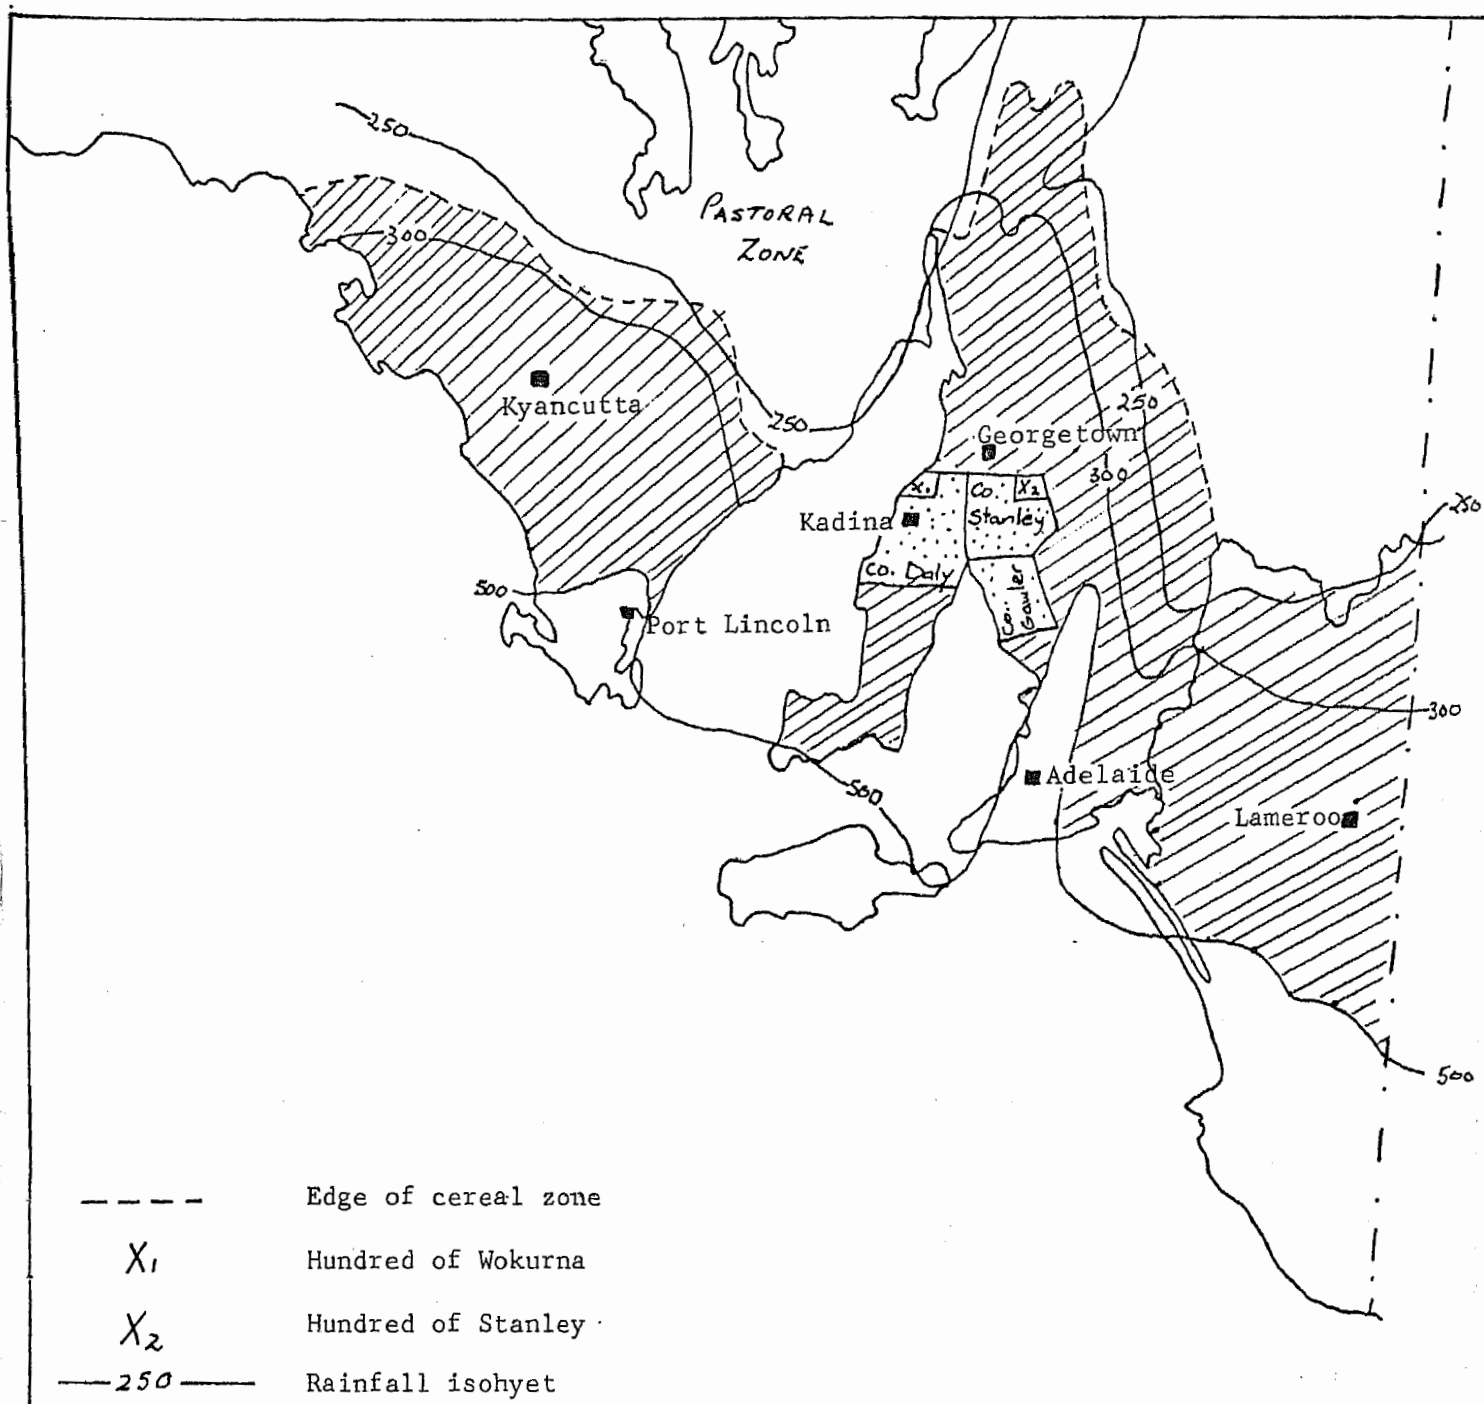 250
PASTORAL
ZONE
300
250
Kyancutta
250
Georgetown
300
X1
Co.
X2
Stanley
250
Kadina
Co. Daly
Co.
Gawler
500
Port Lincoln
300
Adelaide
500
Lameroo
500
Edge of cereal zone
X1
Hundred of Wokurna
X2
Hundred of Stanley
250
Rainfall isohyet